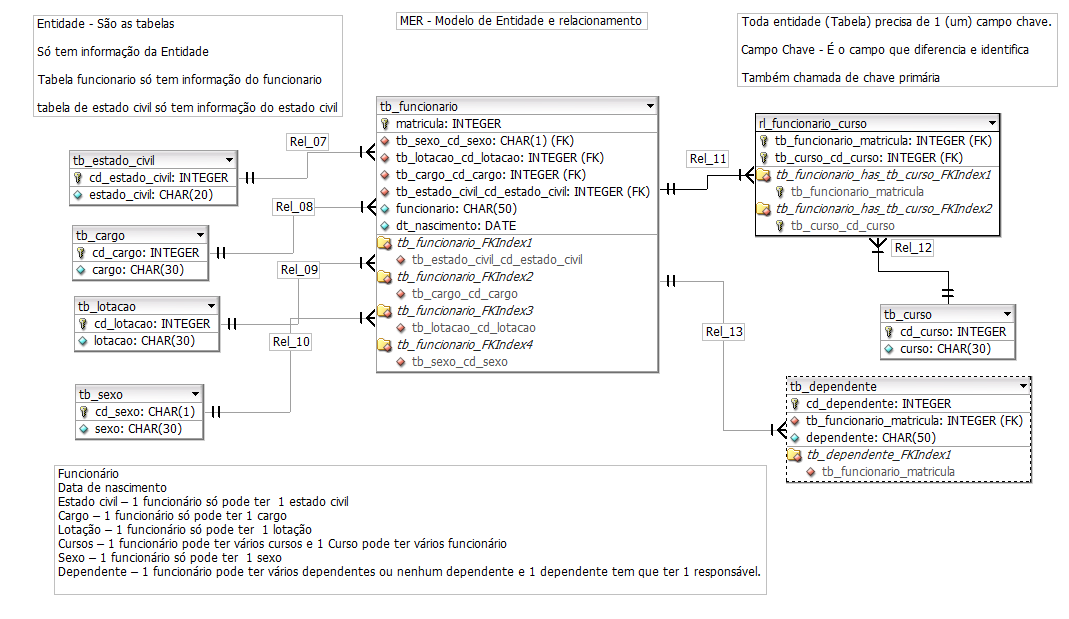 Entidade - São as tabelas
Só tem informação da Entidade
Tabela funcionario só tem informação do funcionario
tabela de estado civil só tem informação do estado civil
MER - Modelo de Entidade e relacionamento
Toda entidade (Tabela) precisa de 1 (um) campo chave.
Campo Chave - É o campo que diferencia e identifica
Também chamada de chave primária
tb_estado_civil
cd_estado_civil: INTEGER
estado_civil: CHAR(20)
tb_cargo
cd_cargo: INTEGER
cargo: CHAR(30)
tb_lotacao
cd_lotacao: INTEGER
lotacao: CHAR(30)
tb_sexo
cd_sexo: CHAR(1)
sexo: CHAR(30)
Rel_07
Rel_08
Rel_09
Rel_10
tb_funcionario
matricula: INTEGER
tb_sexo_cd_sexo: CHAR(1) (FK)
tb_lotacao_cd_lotacao: INTEGER (FK)
tb_cargo_cd_cargo: INTEGER (FK)
tb_estado_civil_cd_estado_civil: INTEGER (FK)
funcionario: CHAR(50)
dt_nascimento: DATE
tb_funcionario_FKIndex1
tb_estado_civil_cd_estado_civil
tb_funcionario_FKIndex2
tb_cargo_cd_cargo
tb_funcionario_FKIndex3
tb_lotacao_cd_lotacao
tb_funcionario_FKIndex4
tb_sexo_cd_sexo
Rel_11
rl_funcionario_curso
tb_funcionario_matricula: INTEGER (FK)
tb_curso_cd_curso: INTEGER (FK)
tb_funcionario_has_tb_curso_FKIndex1
tb_funcionario_matricula
tb_funcionario_has_tb_curso_FKIndex2
tb_curso_cd_curso
Rel_12
tb_curso
cd_curso: INTEGER
curso: CHAR(30)
Rel_13
tb_dependente
cd_dependente: INTEGER
tb_funcionario_matricula: INTEGER (FK)
dependente: CHAR(50)
tb_dependente_FKIndex1
tb_funcionario_matricula
Funcionário
Data de nascimento
Estado civil – 1 funcionário só pode ter 1 estado civil
Cargo – 1 funcionário só pode ter 1 cargo
Lotação – 1 funcionário só pode ter 1 lotação
Cursos – 1 funcionário pode ter vários cursos e 1 Curso pode ter vários funcionário
Sexo – 1 funcionário só pode ter 1 sexo
Dependente – 1 funcionário pode ter vários dependentes ou nenhum dependente e 1 dependente tem que ter 1 responsável.